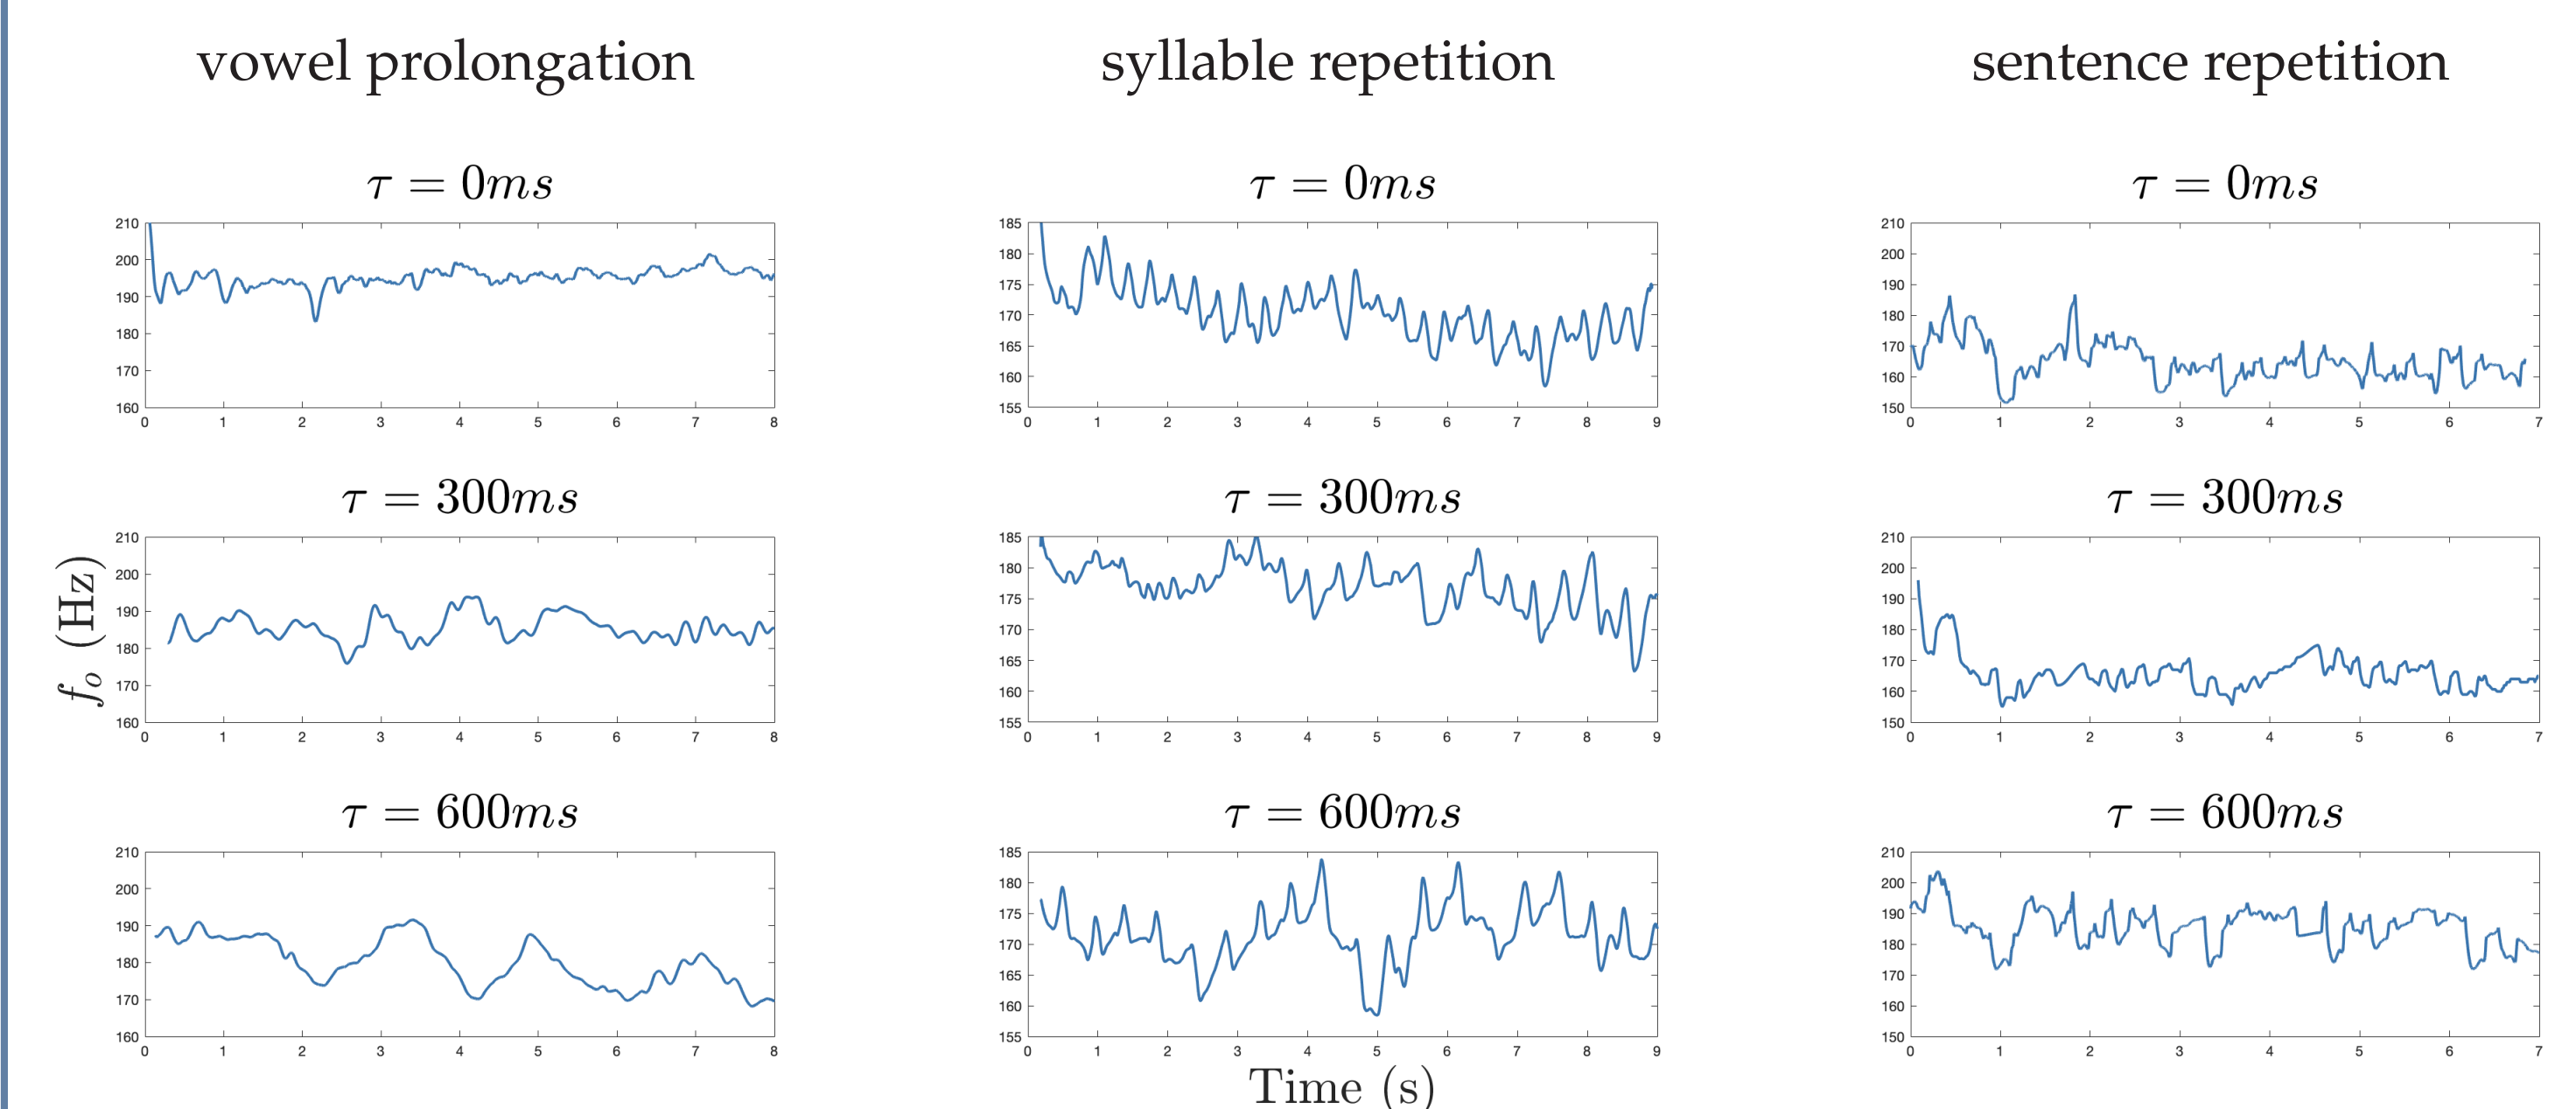 vowel prolongation
syllable repetition
sentence repetition
τ = 0ms
τ = 0ms
τ = 0ms
210
200
190
180
170
160
0 1 2 3 4 5 6 7 8
185
180
175
170
165
160
155
0 1 2 3 4 5 6 7 8 9
210
200
190
180
170
160
150
0 1 2 3 4 5 6 7
τ = 300ms
τ = 300ms
τ = 300ms
fo (Hz)
210
200
190
180
170
160
0 1 2 3 4 5 6 7 8
185
180
175
170
165
160
155
0 1 2 3 4 5 6 7 8 9
210
200
190
180
170
160
150
0 1 2 3 4 5 6 7
τ = 600ms
τ = 600ms
τ = 600ms
210
200
190
180
170
160
0 1 2 3 4 5 6 7 8
185
180
175
170
165
160
155
0 1 2 3 4 5 6 7 8 9
210
200
190
180
170
160
150
0 1 2 3 4 5 6 7
Time (s)